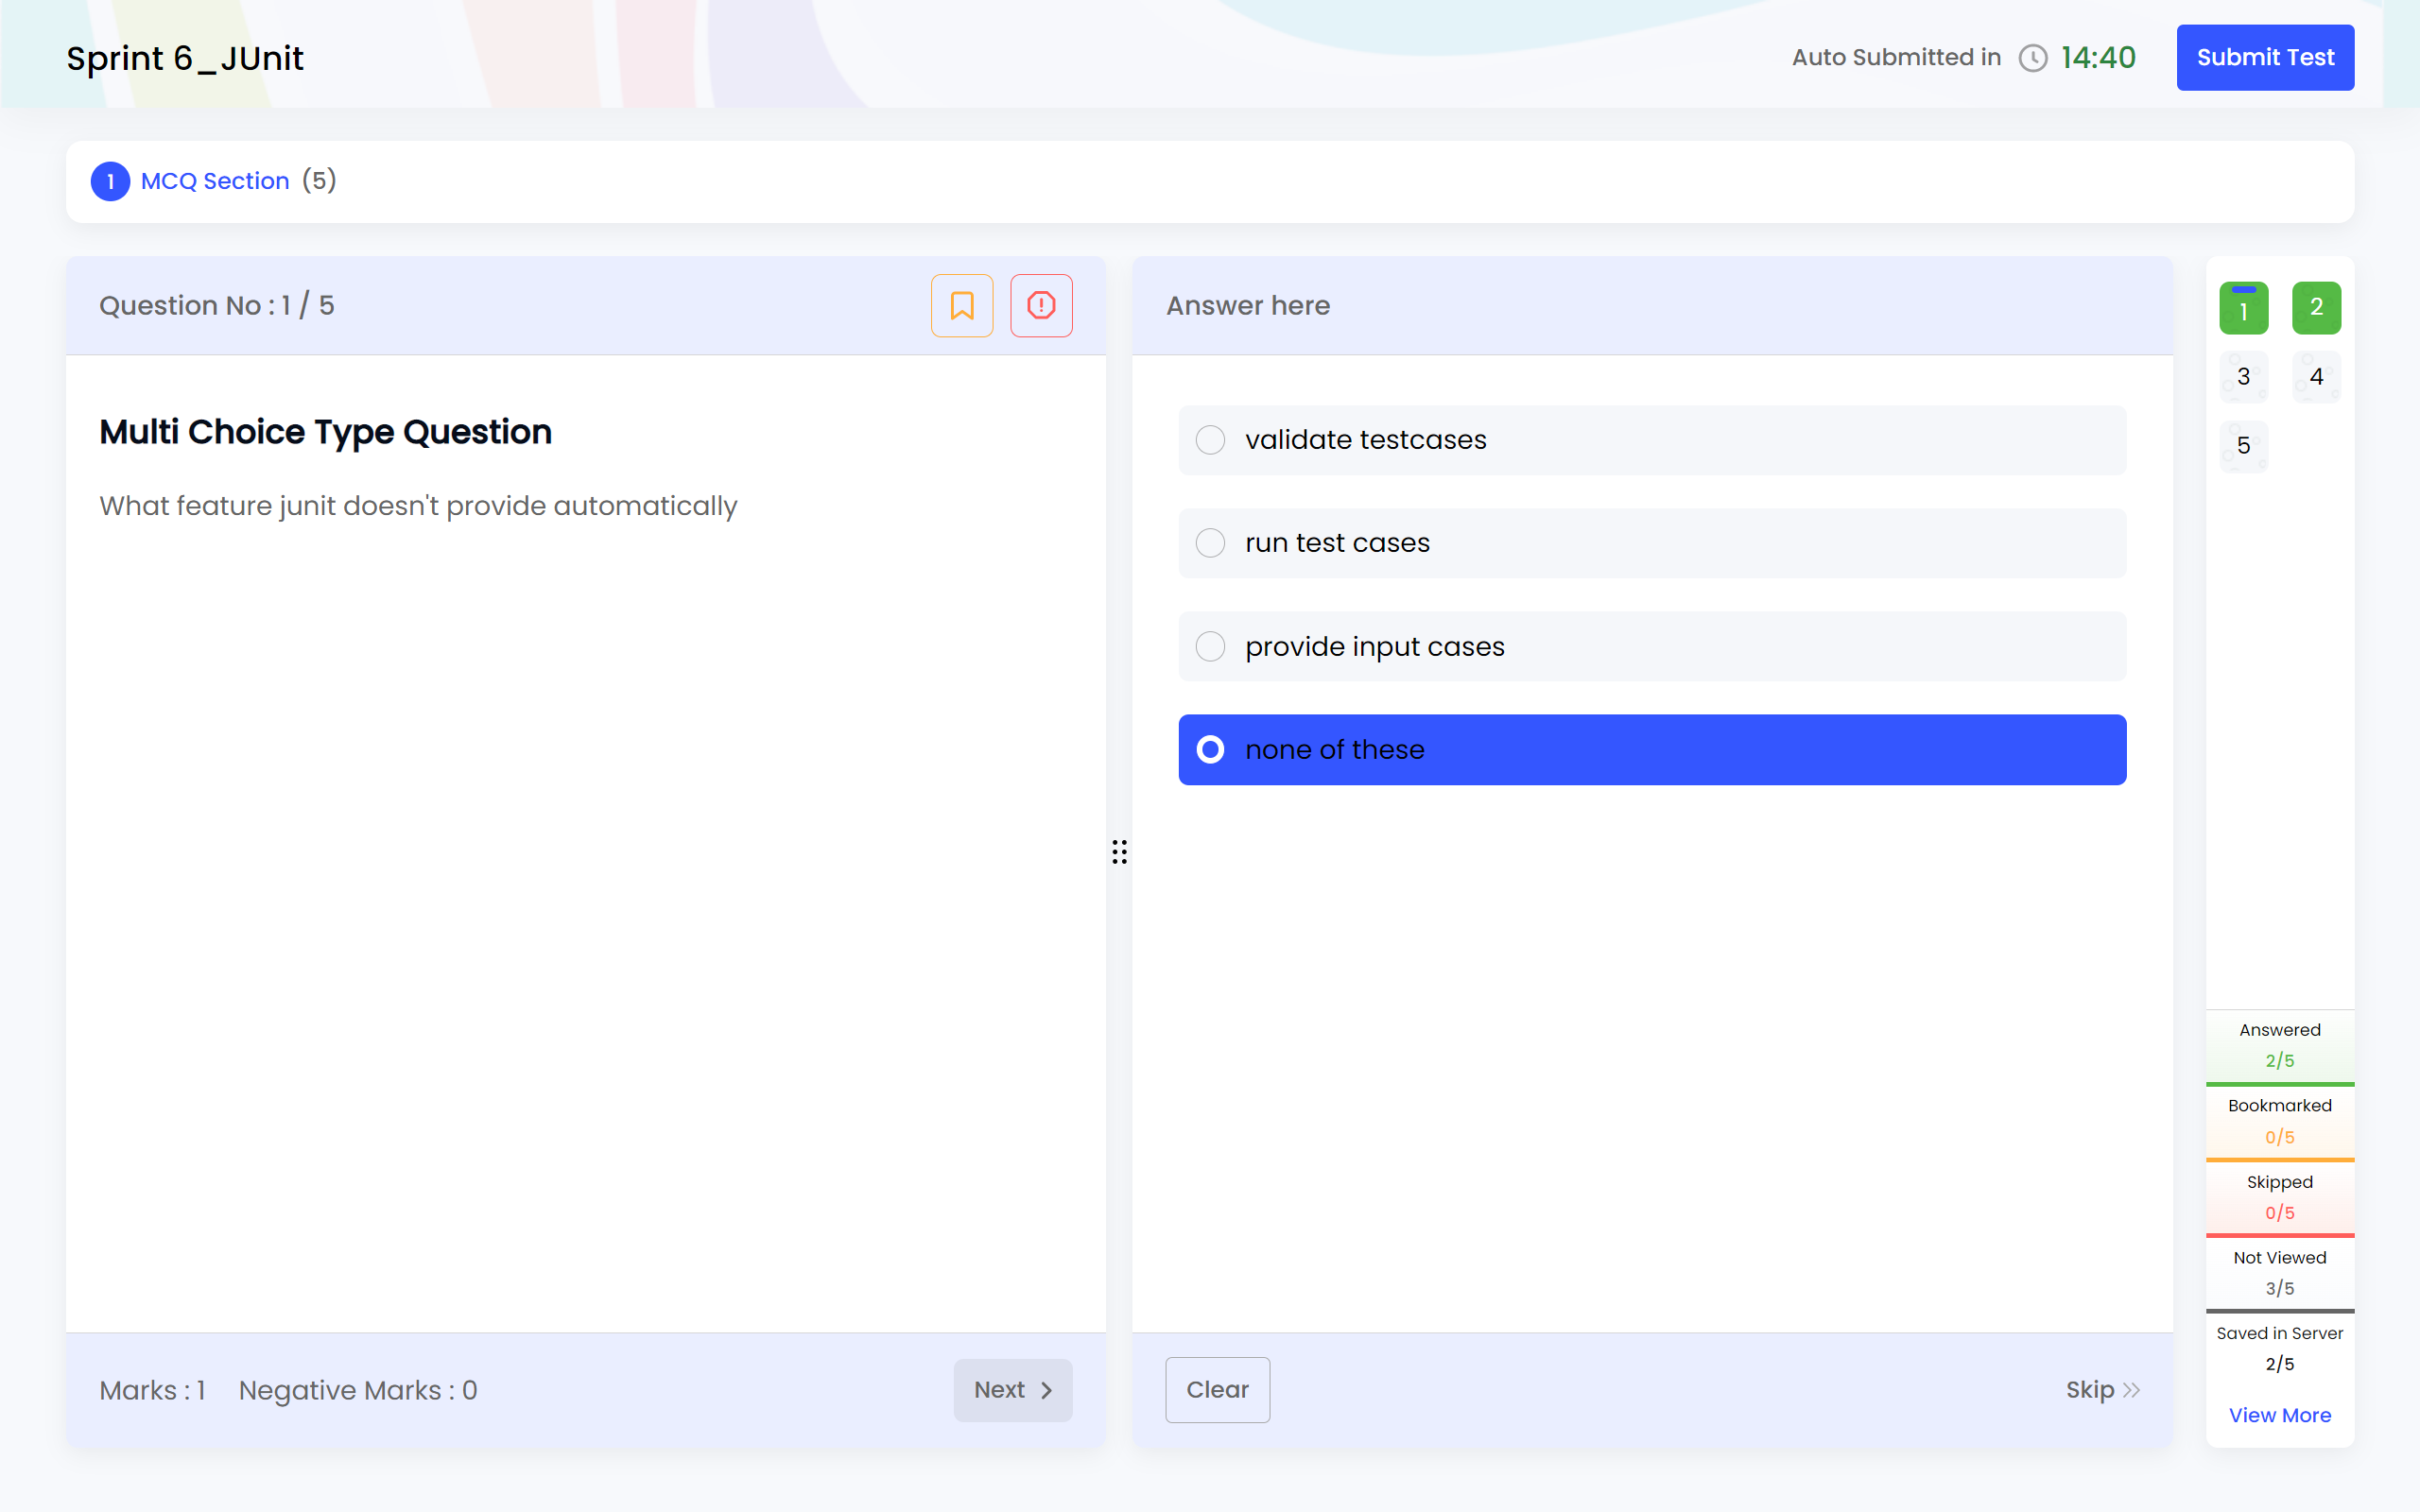 Sprint 6_JUnit
Auto Submitted in 14:40
Submit Test
1 MCQ Section (5)
Question No : 1 / 5
Multi Choice Type Question
What feature junit doesn't provide automatically
Marks : 1 Negative Marks : 0
Next
Answer here
validate testcases
run test cases
provide input cases
none of these
Clear
Skip
1 2
3 4
5
Answered
2/5
Bookmarked
0/5
Skipped
0/5
Not Viewed
3/5
Saved in Server
2/5
View More